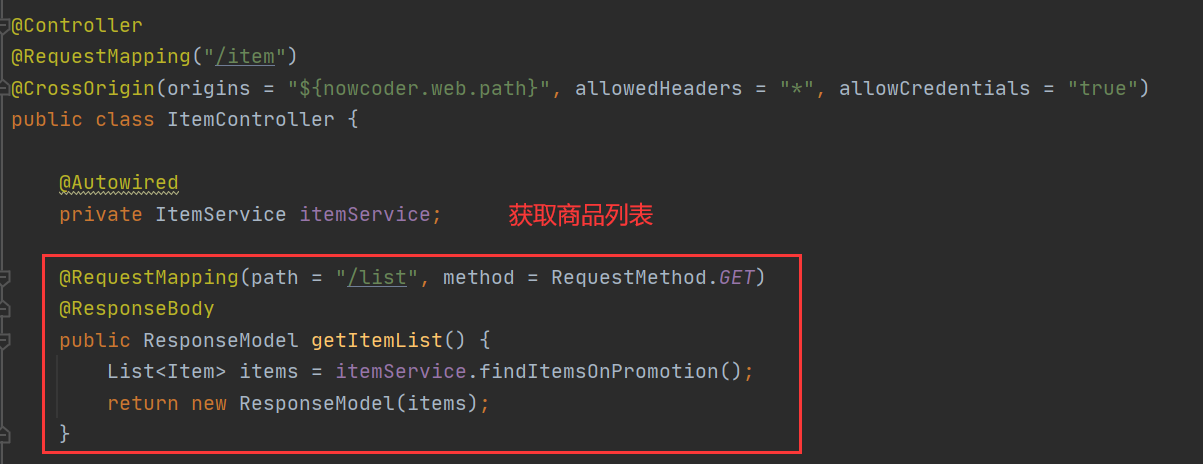 @Controller
@RequestMapping("/item")
@CrossOrigin(origins = "${nowcoder.web.path}", allowedHeaders = "*", allowCredentials = "true")
public class ItemController {
@Autowired
private ItemService itemService;
获取商品列表
@RequestMapping(path = "/list", method = RequestMethod.GET)
@ResponseBody
public ResponseModel getItemList() {
List<Item> items = itemService.findItemsOnPromotion();
return new ResponseModel(items);
}